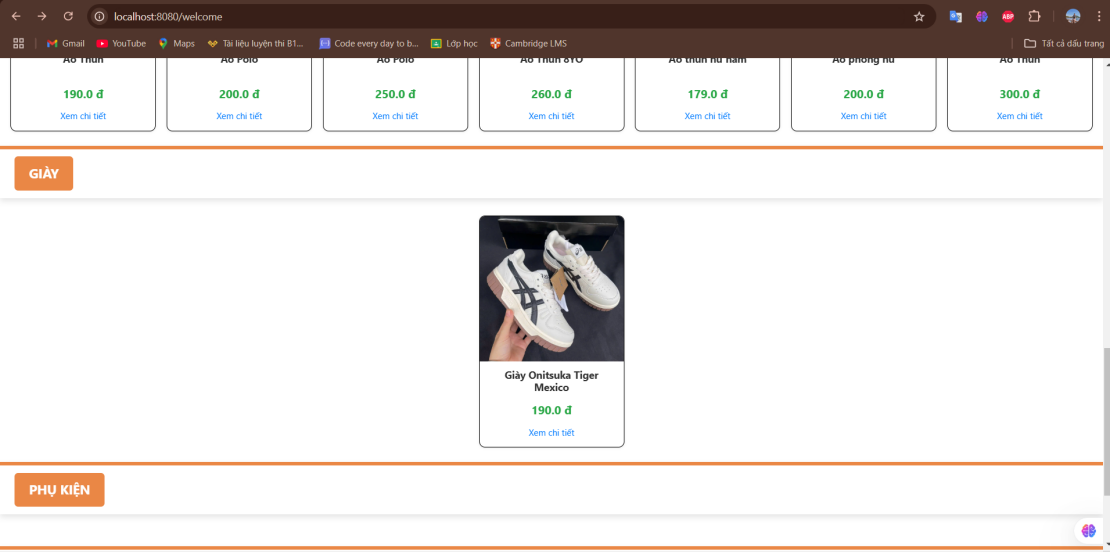 localhost:8080/welcome
Gmail
YouTube
Maps
Tài liệu luyện thi B1...
Code every day to b...
Lớp học
Cambridge LMS
Tất cả dấu trang
ABP
Áo Thun
Áo Polo
Áo Polo
Áo Thun 8YO
Áo thun nữ nam
Áo phông nữ
Áo Thun
190.0 đ
200.0 đ
250.0 đ
260.0 đ
179.0 đ
200.0 đ
300.0 đ
Xem chi tiết
Xem chi tiết
Xem chi tiết
Xem chi tiết
Xem chi tiết
Xem chi tiết
Xem chi tiết
GIÀY
Giày Onitsuka Tiger
Mexico
190.0 đ
Xem chi tiết
PHỤ KIỆN